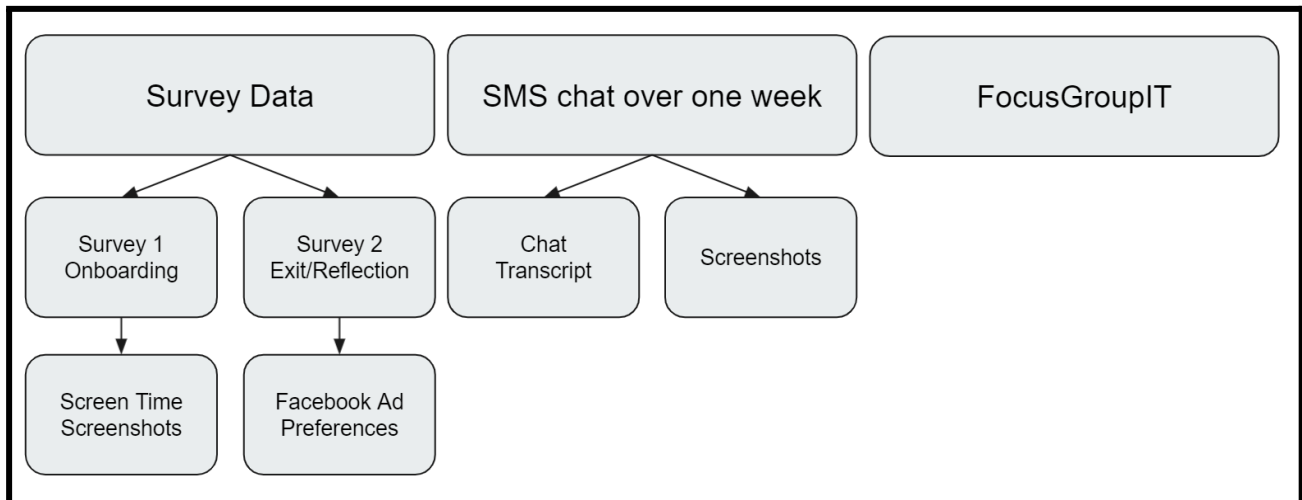 Survey Data
SMS chat over one week
FocusGroupIT
Survey 1
Onboarding
Survey 2
Exit/Reflection
Chat
Transcript
Screenshots
Screen Time
Screenshots
Facebook Ad
Preferences